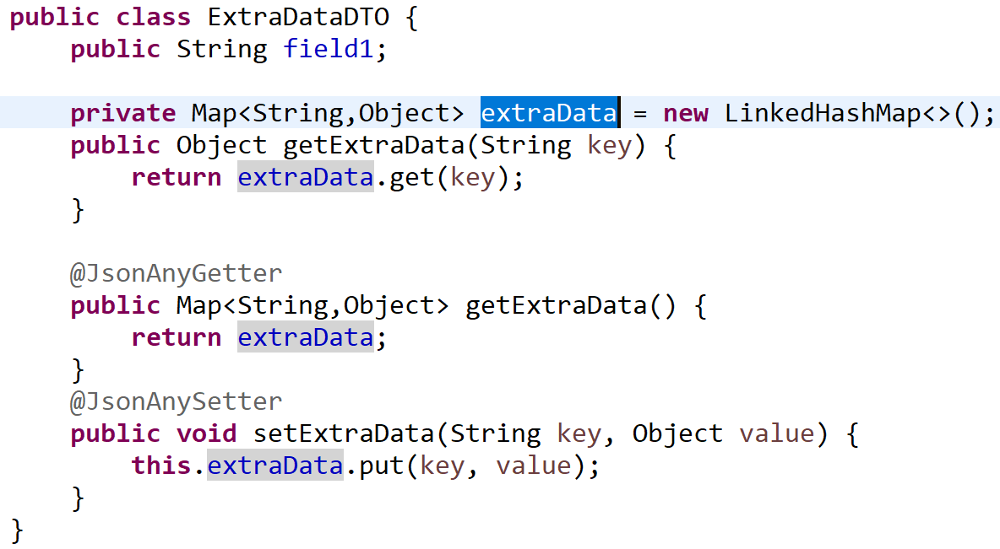 public class ExtraDataDTO {
    public String field1;
    private Map<String,Object> extraData = new LinkedHashMap<>();
    public Object getExtraData(String key) {
        return extraData.get(key);
    }
    @JsonAnyGetter
    public Map<String,Object> getExtraData() {
        return extraData;
    }
    @JsonAnySetter
    public void setExtraData(String key, Object value) {
        this.extraData.put(key, value);
    }
}